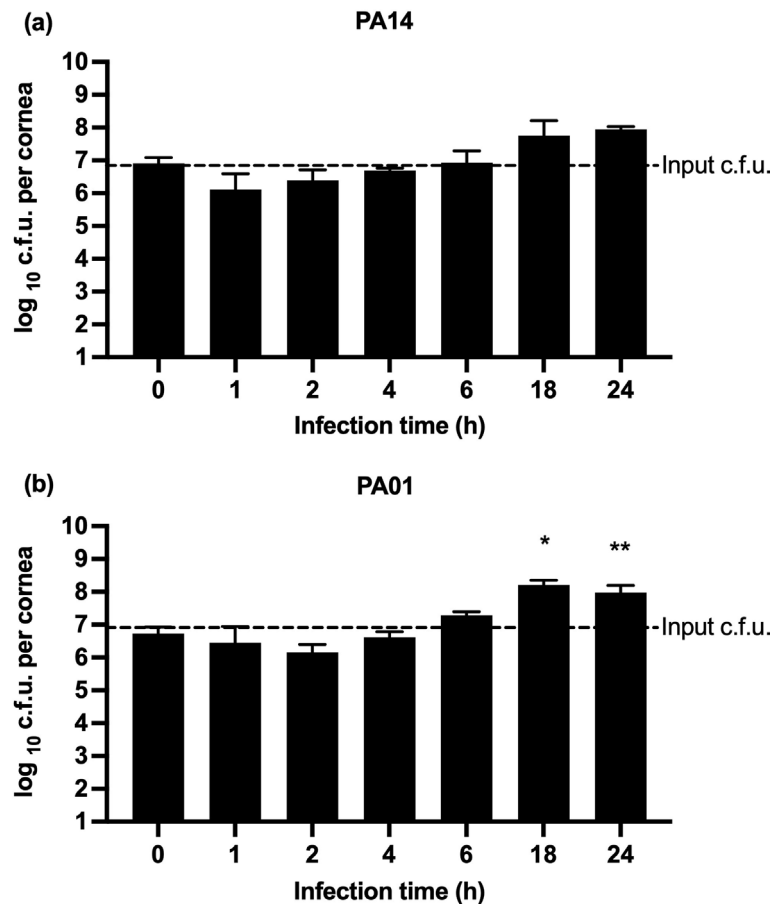 (a)
PA14
log 10 c.f.u. per cornea
10
9
8
7
6
5
4
3
2
1
Input c.f.u.
0 1 2 4 6 18 24
Infection time (h)
(b)
PA01
log 10 c.f.u. per cornea
10
9
8
7
6
5
4
3
2
1
* **
Input c.f.u.
0 1 2 4 6 18 24
Infection time (h)